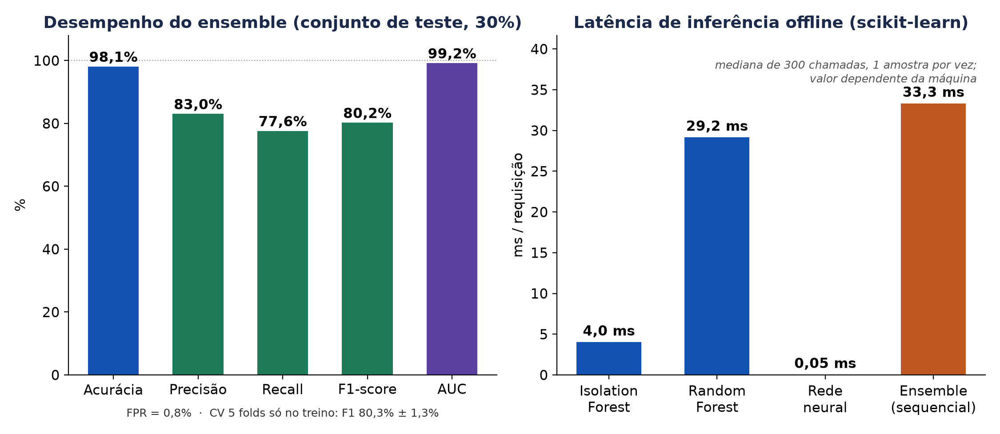 Desempenho do ensemble (conjunto de teste, 30%)
%
100
80
60
40
20
0
98,1%
83,0%
77,6%
80,2%
99,2%
Acurácia
Precisão
Recall
F1-score
AUC
FPR = 0,8% · CV 5 folds só no treino: F1 80,3% ± 1,3%
Latência de inferência offline (scikit-learn)
ms / requisição
40
35
30
25
20
15
10
5
0
mediana de 300 chamadas, 1 amostra por vez;
valor dependente da máquina
4,0 ms
29,2 ms
0,05 ms
33,3 ms
Isolation
Forest
Random
Forest
Rede
neural
Ensemble
(sequencial)